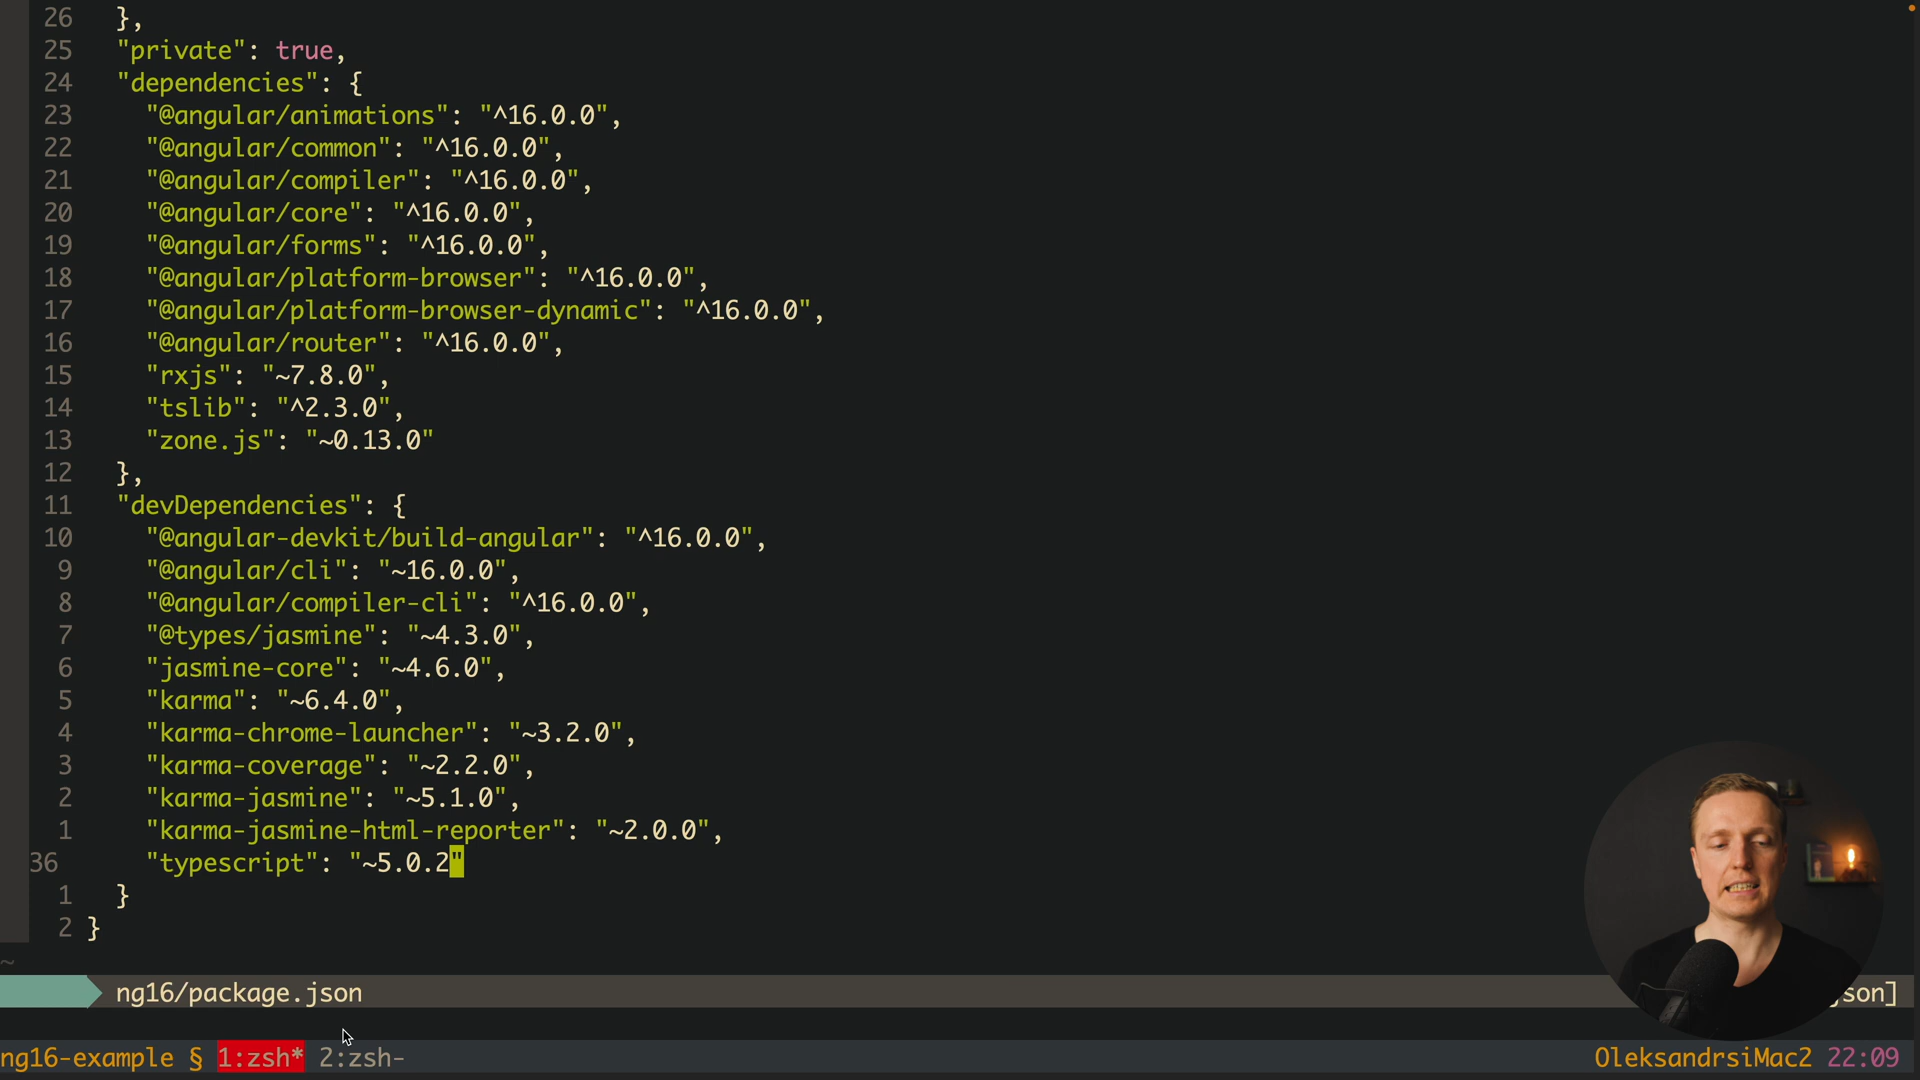 26 },
25 "private": true,
24 "dependencies": {
23 "@angular/animations": "^16.0.0",
22 "@angular/common": "^16.0.0",
21 "@angular/compiler": "^16.0.0",
20 "@angular/core": "^16.0.0",
19 "@angular/forms": "^16.0.0",
18 "@angular/platform-browser": "^16.0.0",
17 "@angular/platform-browser-dynamic": "^16.0.0",
16 "@angular/router": "^16.0.0",
15 "rxjs": "~7.8.0",
14 "tslib": "^2.3.0",
13 "zone.js": "~0.13.0"
12 },
11 "devDependencies": {
10 "@angular-devkit/build-angular": "^16.0.0",
9 "@angular/cli": "~16.0.0",
8 "@angular/compiler-cli": "^16.0.0",
7 "@types/jasmine": "~4.3.0",
6 "jasmine-core": "~4.6.0",
5 "karma": "~6.4.0",
4 "karma-chrome-launcher": "~3.2.0",
3 "karma-coverage": "~2.2.0",
2 "karma-jasmine": "~5.1.0",
1 "karma-jasmine-html-reporter": "~2.0.0",
36 "typescript": "~5.0.2"
1 }
2 }
~
ng16/package.json json]
ng16-example § 1:zsh* 2:zsh- OleksandrsiMac2 22:09